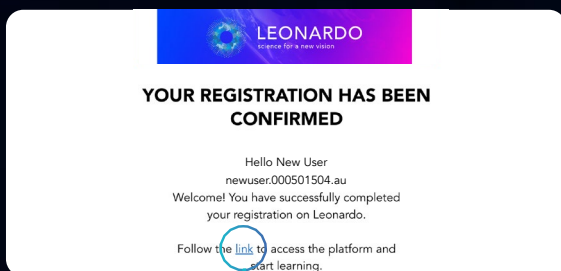 LEONARDO
science for a new vision
YOUR REGISTRATION HAS BEEN
CONFIRMED
Hello New User
newuser.000501504.au
Welcome! You have successfully completed
your registration on Leonardo.
Follow the link to access the platform and
start learning.